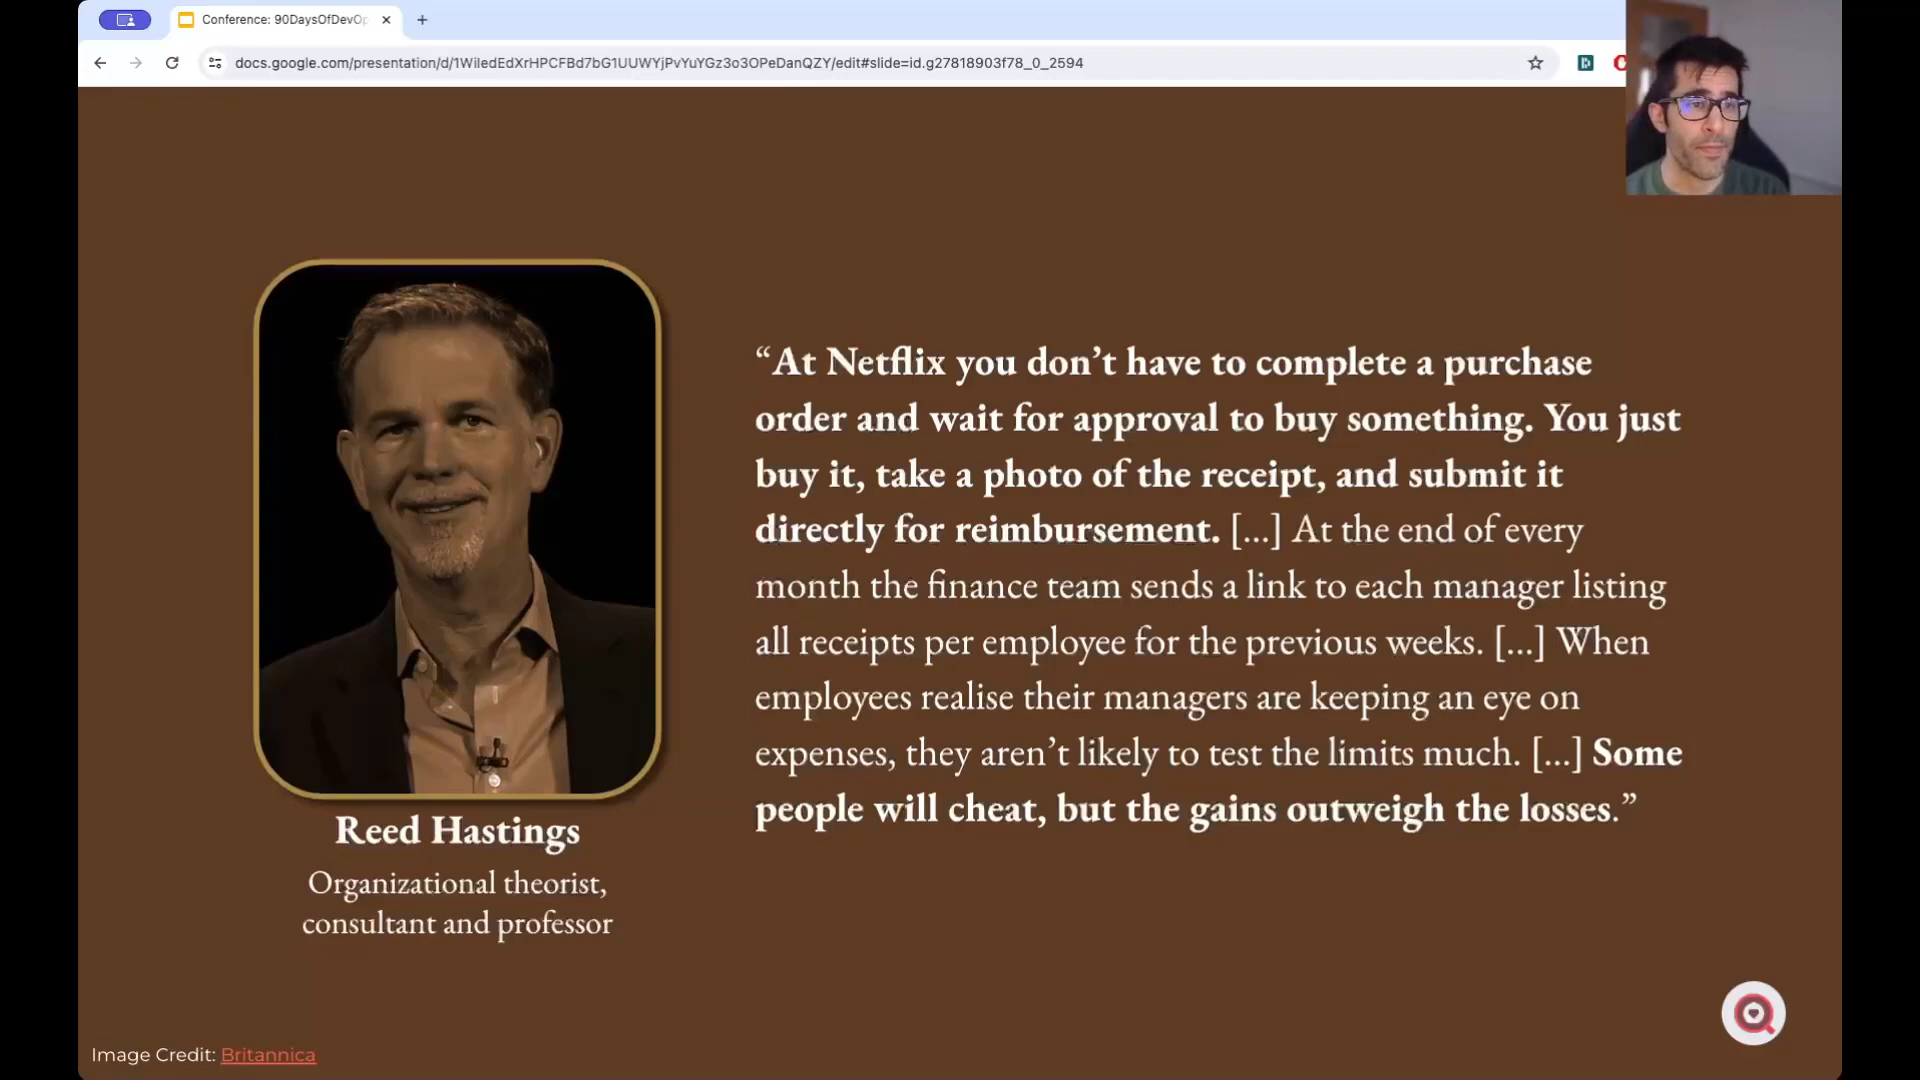 Conference: 90DaysOfDevOp
docs.google.com/presentation/d/1WiledEdXrHPCFBd7bG1UUWYjPvYuYGz3o3OPeDanQZY/edit#slide=id.g27818903f78_0_2594
“At Netflix you don’t have to complete a purchase
order and wait for approval to buy something. You just
buy it, take a photo of the receipt, and submit it
directly for reimbursement. [...] At the end of every
month the finance team sends a link to each manager listing
all receipts per employee for the previous weeks. [...] When
employees realise their managers are keeping an eye on
expenses, they aren’t likely to test the limits much. [...] Some
people will cheat, but the gains outweigh the losses.”
Reed Hastings
Organizational theorist,
consultant and professor
Image Credit: Britannica